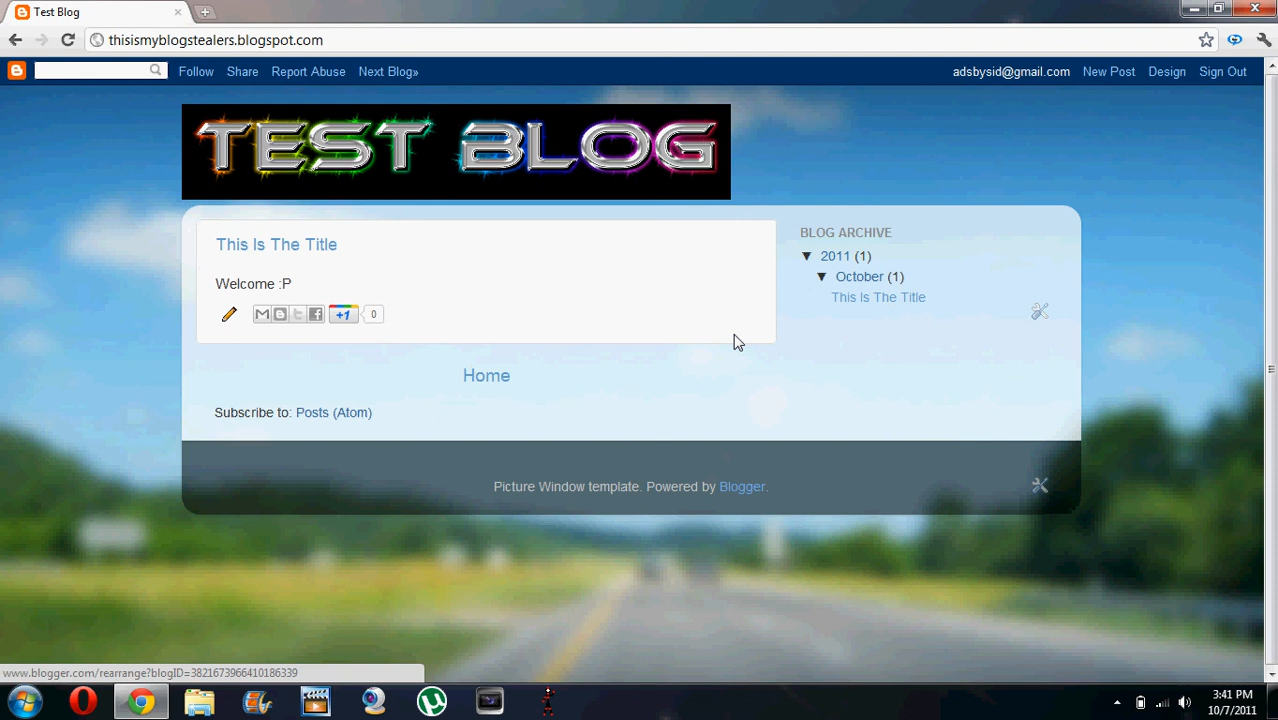 Test Blog
thisismyblogstealers.blogspot.com
Follow Share Report Abuse Next Blog» adsbysid@gmail.com New Post Design Sign Out
TEST BLOG
This Is The Title
Welcome :P
+1 0
BLOG ARCHIVE
▼ 2011 (1)
▼ October (1)
This Is The Title
Home
Subscribe to: Posts (Atom)
Picture Window template. Powered by Blogger.
www.blogger.com/rearrange?blogID=3821673966410186339
3:41 PM
10/7/2011